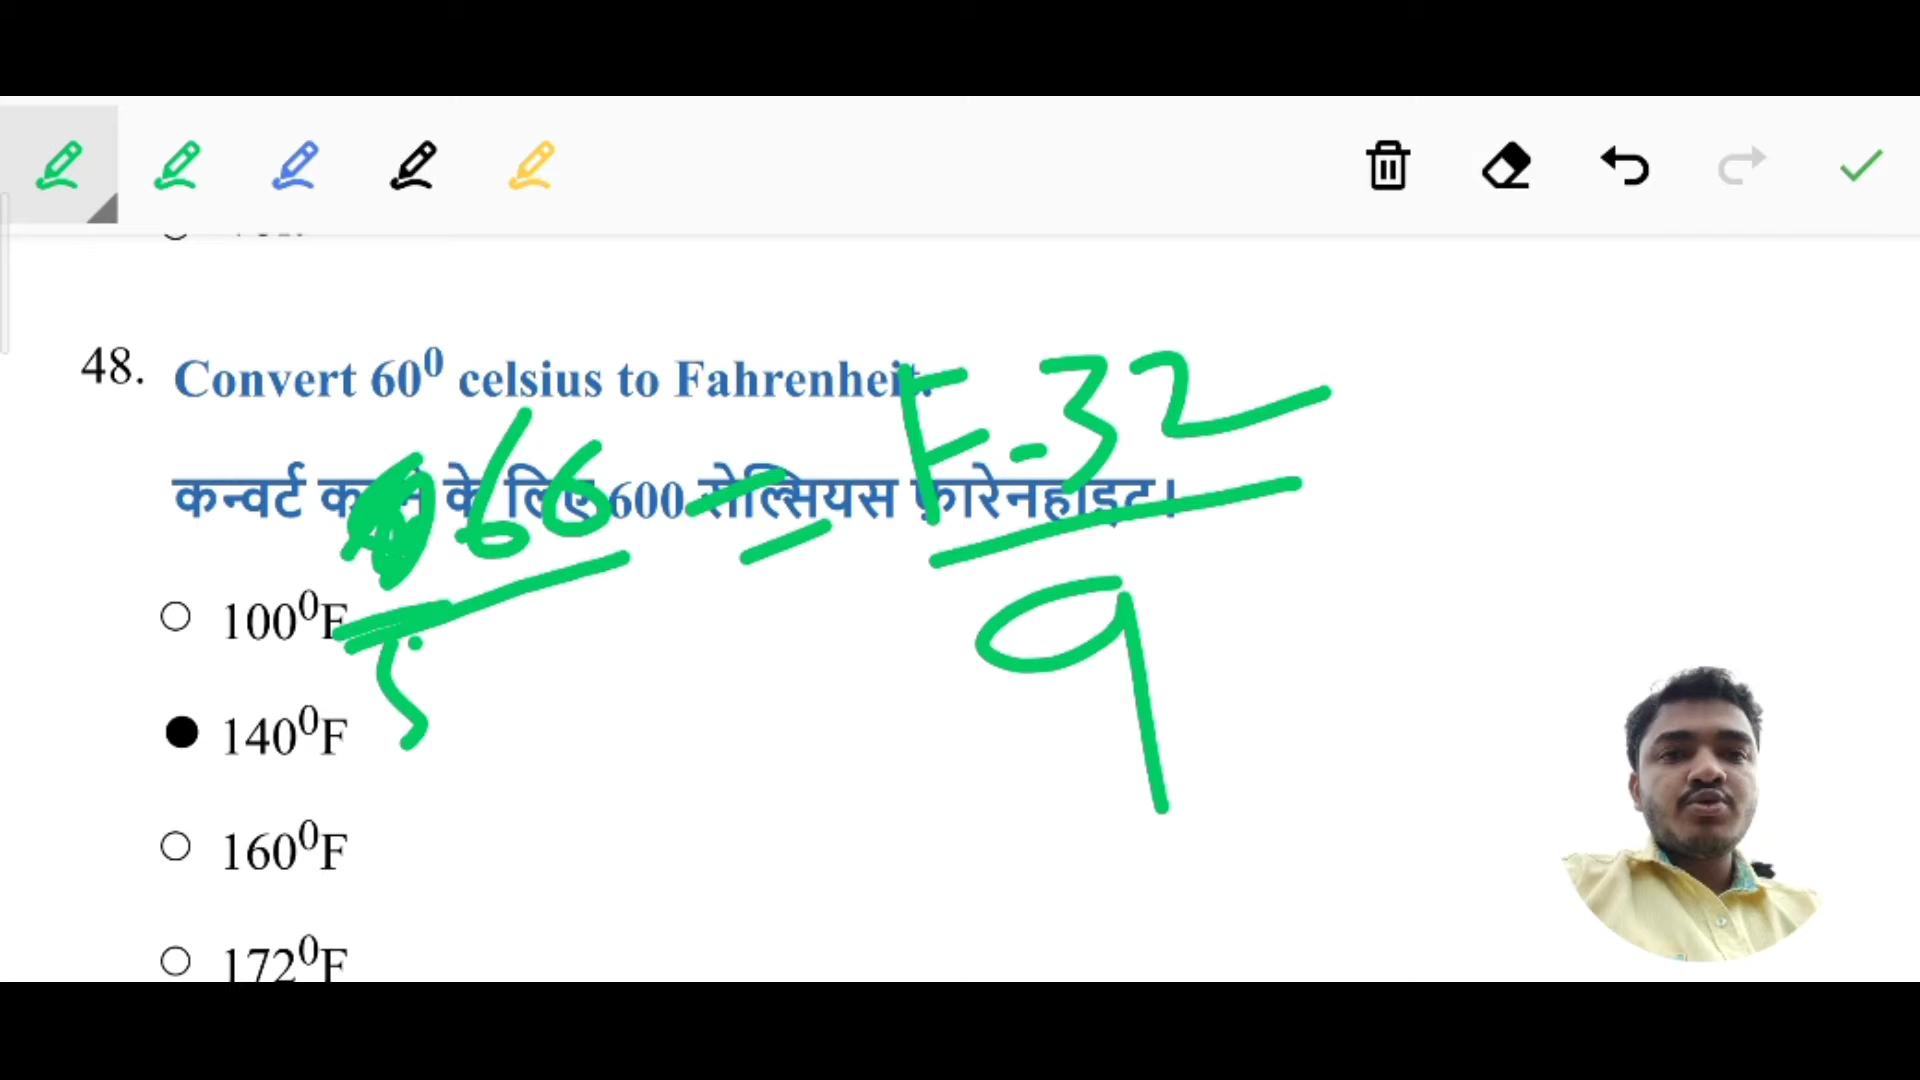 48. Convert 60⁰ celsius to Fahrenheit.
कन्वर्ट करने के लिए 600 सेल्सियस फ़ारेनहाइट।
66 = F-32
5 9
100⁰F
140⁰F
160⁰F
172⁰F